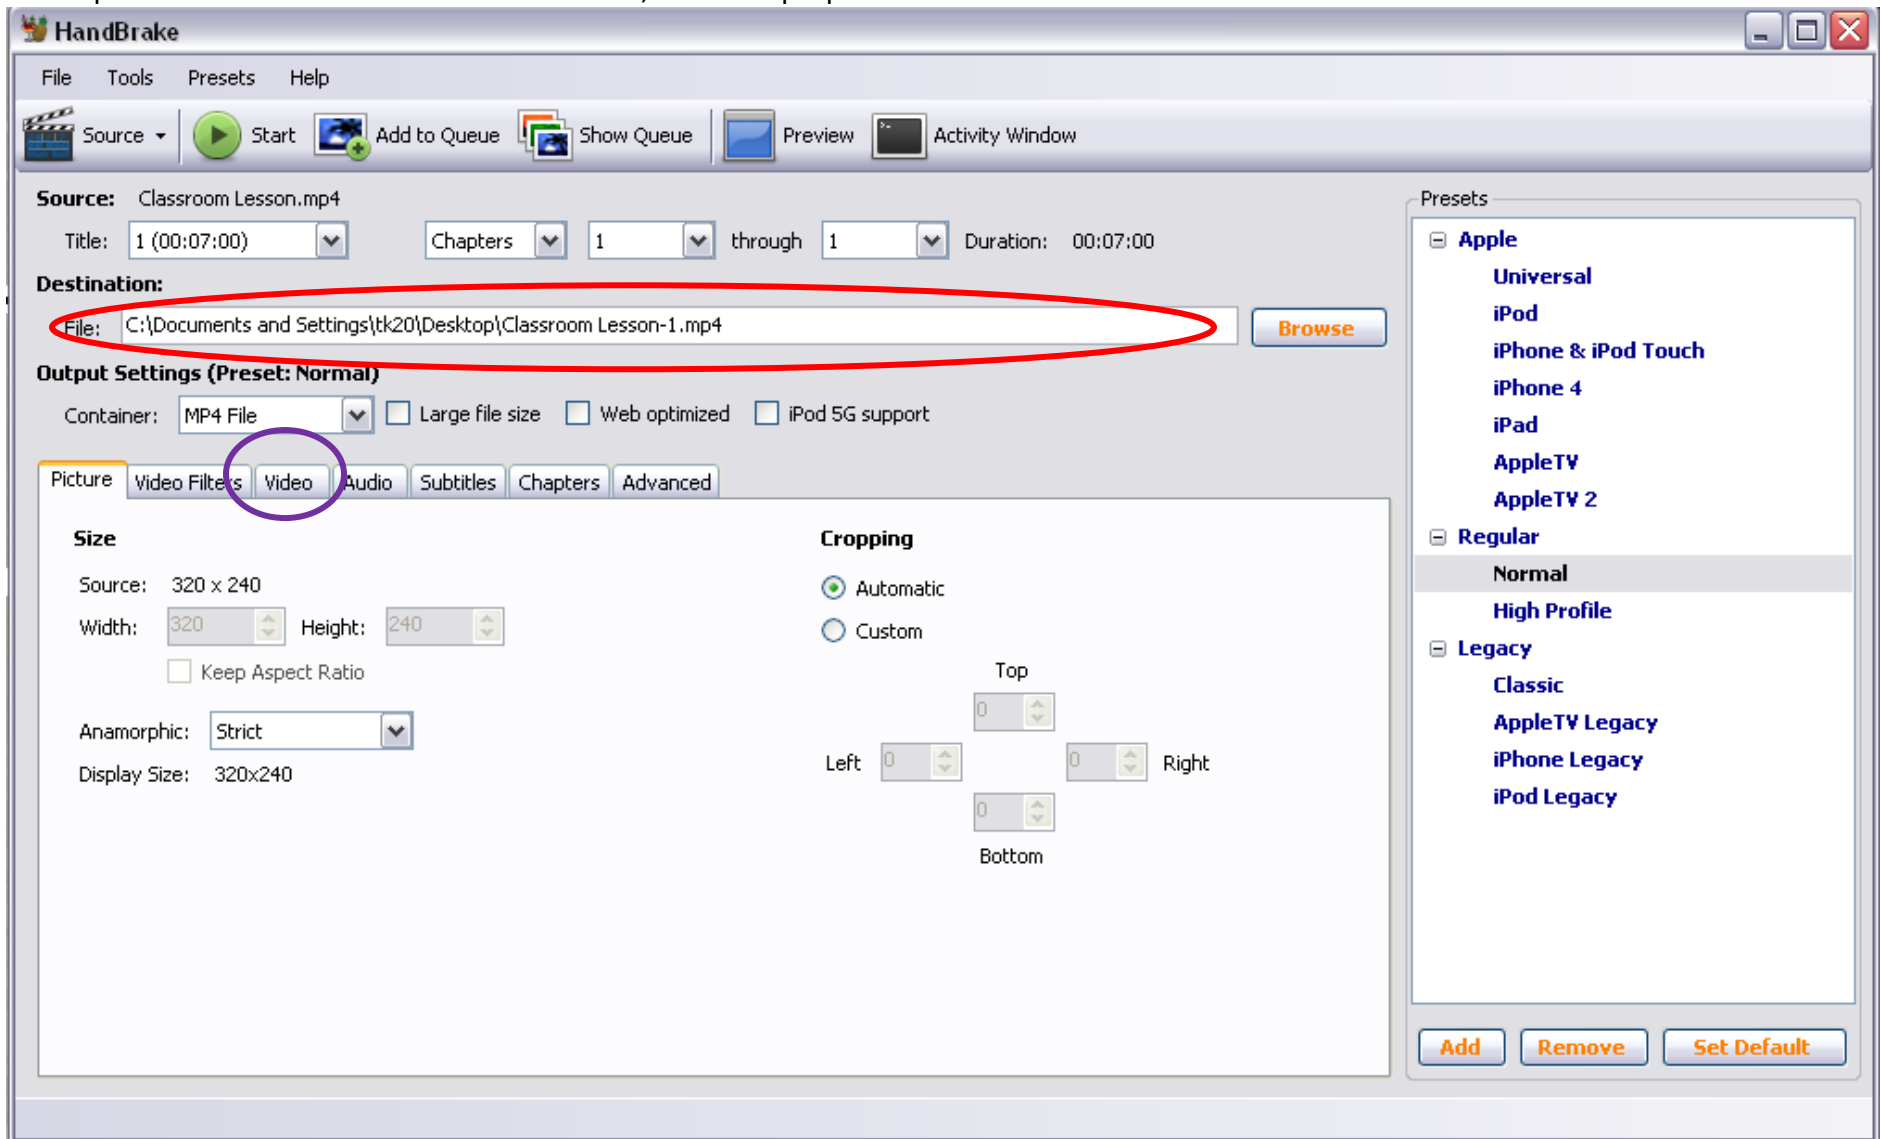 HandBrake
File Tools Presets Help
Source Start Add to Queue Show Queue Preview Activity Window
Source: Classroom Lesson.mp4
Title: 1 (00:07:00) Chapters 1 through 1 Duration: 00:07:00
Destination:
File: C:\Documents and Settings\tk20\Desktop\Classroom Lesson-1.mp4 Browse
Output Settings (Preset: Normal)
Container: MP4 File Large file size Web optimized iPod 5G support
Picture Video Filters Video Audio Subtitles Chapters Advanced
Size
Source: 320 x 240
Width: 320 Height: 240
Keep Aspect Ratio
Anamorphic: Strict
Display Size: 320x240
Cropping
Automatic
Custom
Top
0
Left 0 0 Right
0
Bottom
Presets
Apple
Universal
iPod
iPhone & iPod Touch
iPhone 4
iPad
AppleTV
AppleTV 2
Regular
Normal
High Profile
Legacy
Classic
AppleTV Legacy
iPhone Legacy
iPod Legacy
Add Remove Set Default